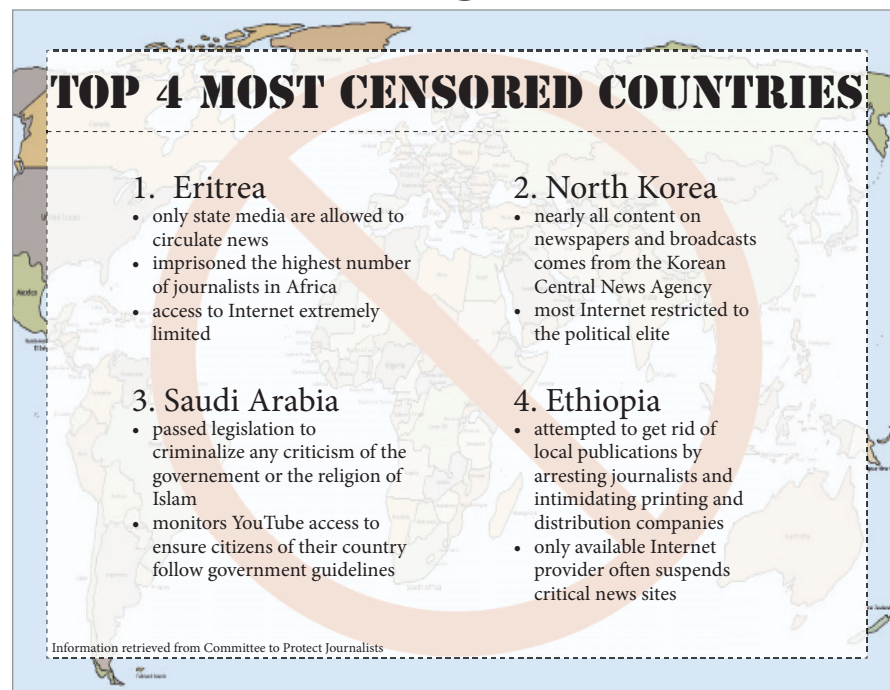 TOP 4 MOST CENSORED COUNTRIES
1. Eritrea
• only state media are allowed to
circulate news
• imprisoned the highest number
of journalists in Africa
• access to Internet extremely
limited
2. North Korea
• nearly all content on
newspapers and broadcasts
comes from the Korean
Central News Agency
• most Internet restricted to
the political elite
3. Saudi Arabia
• passed legislation to
criminalize any criticism of the
governement or the religion of
Islam
• monitors YouTube access to
ensure citizens of their country
follow government guidelines
4. Ethiopia
• attempted to get rid of
local publications by
arresting journalists and
intimidating printing and
distribution companies
• only available Internet
provider often suspends
critical news sites
Information retrieved from Committee to Protect Journalists